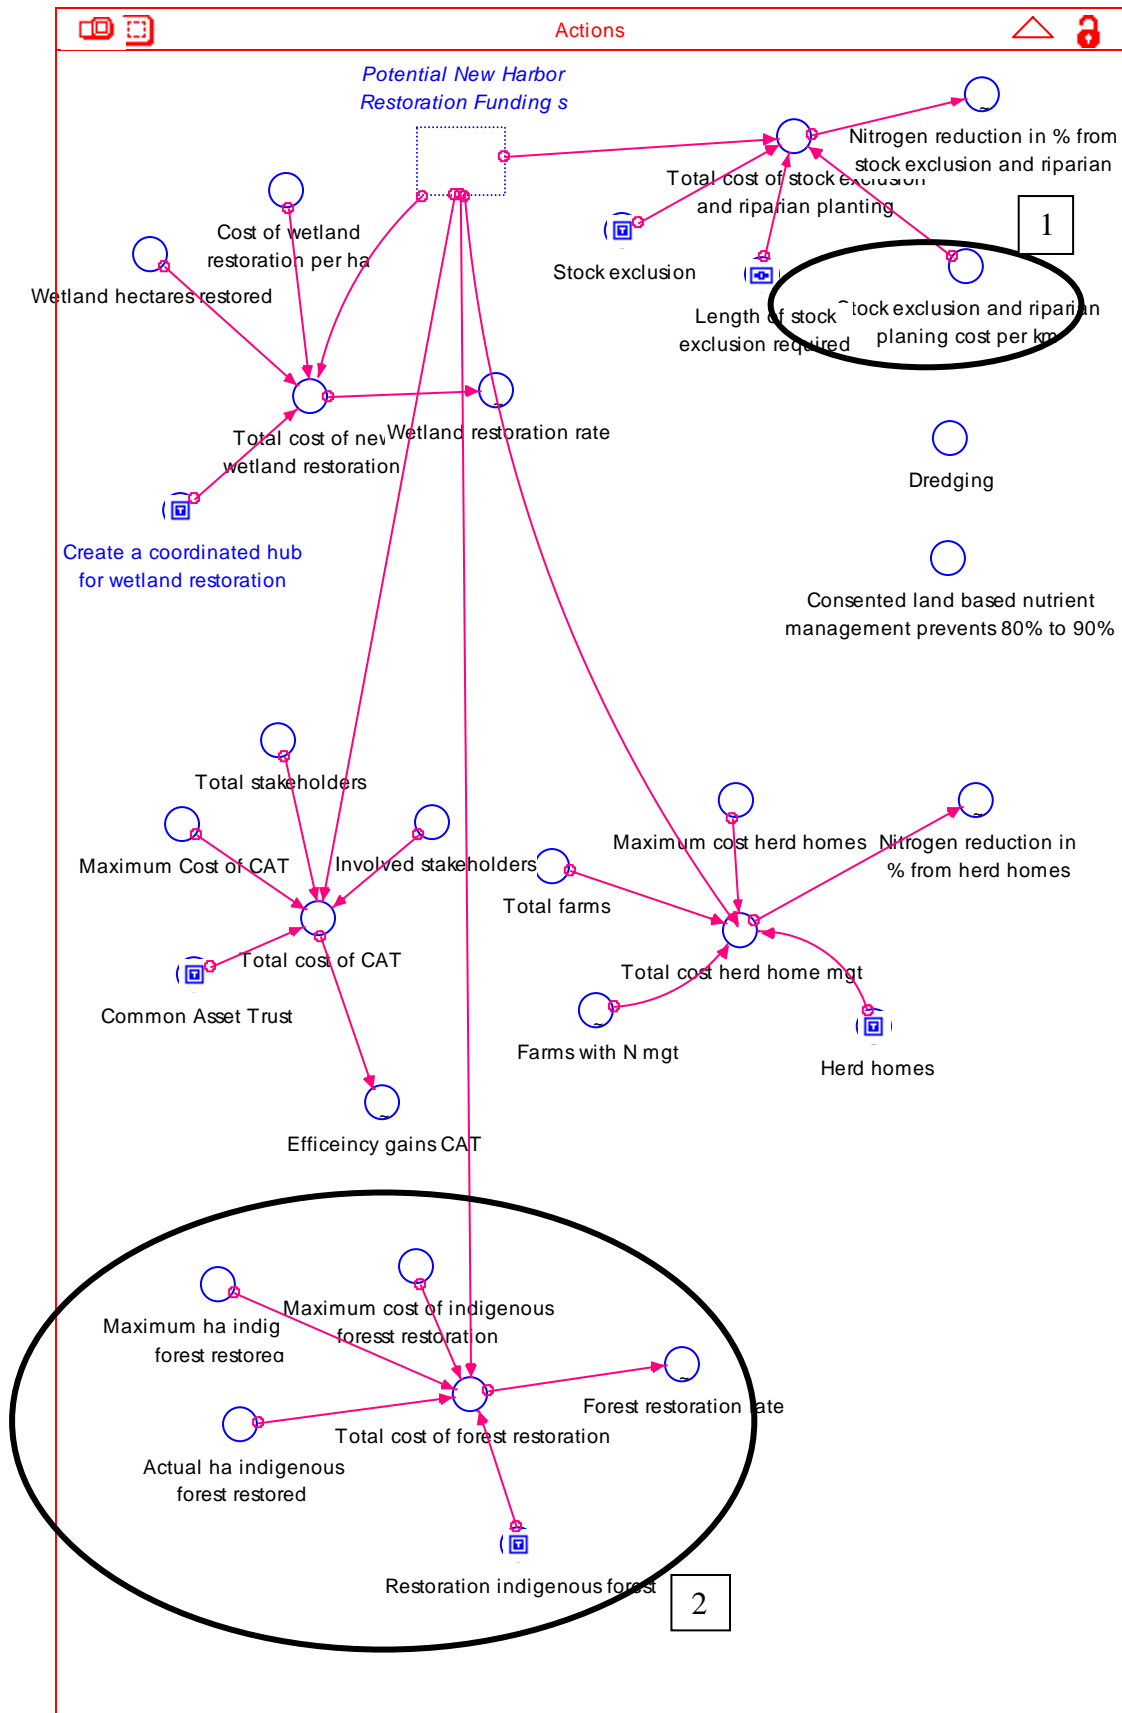 Actions
Potential New Harbor
Restoration Funding s
Nitrogen reduction in % from
stock exclusion and riparian
Total cost of stock exclusion
and riparian planting
1
Cost of wetland
restoration per ha
Stock exclusion
Wetland hectares restored
Length of stock
exclusion required
Stock exclusion and riparian
planing cost per km
Total cost of new
wetland restoration
Wetland restoration rate
Dredging
Create a coordinated hub
for wetland restoration
Consented land based nutrient
management prevents 80% to 90%
Total stakeholders
Maximum Cost of CAT
Involved stakeholders
Maximum cost herd homes
Nitrogen reduction in
% from herd homes
Total farms
Total cost of CAT
Total cost herd home mgt
Common Asset Trust
Farms with N mgt
Herd homes
Efficeincy gains CAT
Maximum ha indig
forest restored
Maximum cost of indigenous
foresst restoration
Forest restoration rate
Total cost of forest restoration
Actual ha indigenous
forest restored
Restoration indigenous forest
2